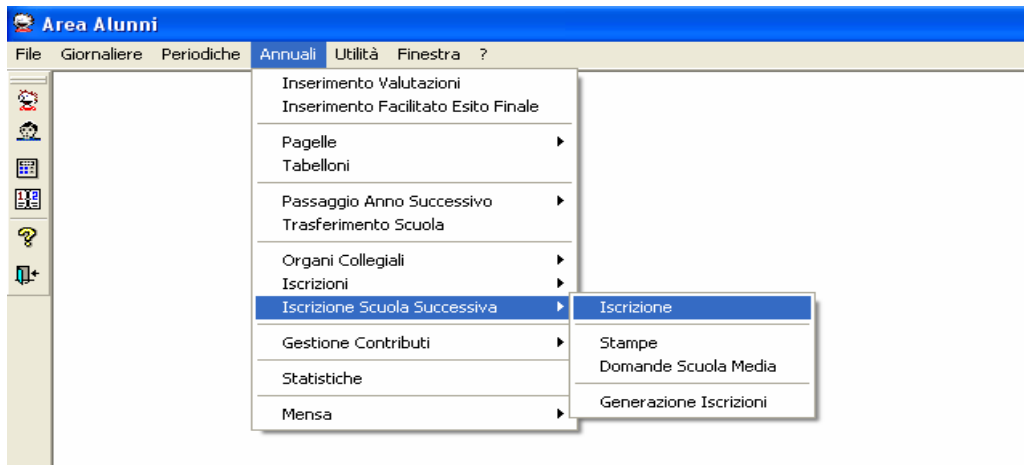 Area Alunni
File Giornaliere Periodiche Annuali Utilità Finestra ?
Inserimento Valutazioni
Inserimento Facilitato Esito Finale
Pagelle
Tabelloni
Passaggio Anno Successivo
Trasferimento Scuola
Organi Collegiali
Iscrizioni
Iscrizione Scuola Successiva
Gestione Contributi
Statistiche
Mensa
Iscrizione
Stampe
Domande Scuola Media
Generazione Iscrizioni